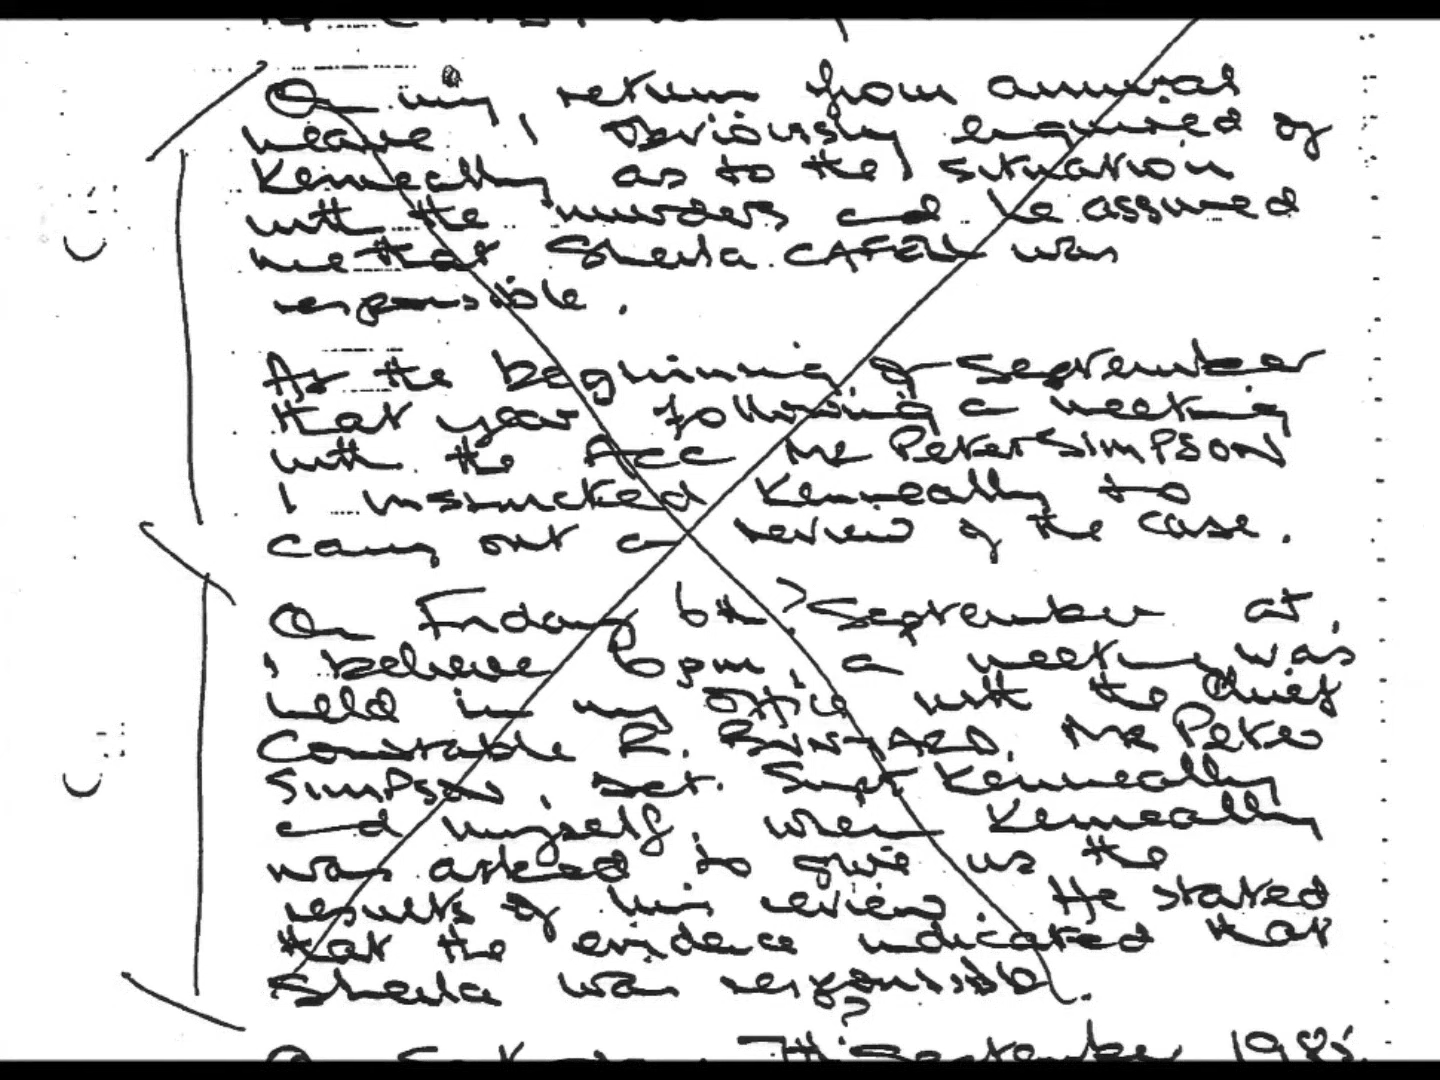 On my return from annual
leave I obviously enquired of
Kenneally as to the situation
with the murders and he assured
me that Sheila CAFELL was
responsible.
At the beginning of September
that year following a meeting
with the ACC Mr Peter SIMPSON
I instructed Kenneally to
carry out a review of the case.
On Friday 6th ? September at,
I believe 6pm, a meeting was
held in my office with the Chief
Constable R. BUNYARD, Mr Peter
Simpson, Det. Supt Kenneally
and myself, when Kenneally
was asked to give us the
results of his review. He stated
that the evidence indicated that
Sheila was responsible.
?
7th September 1985